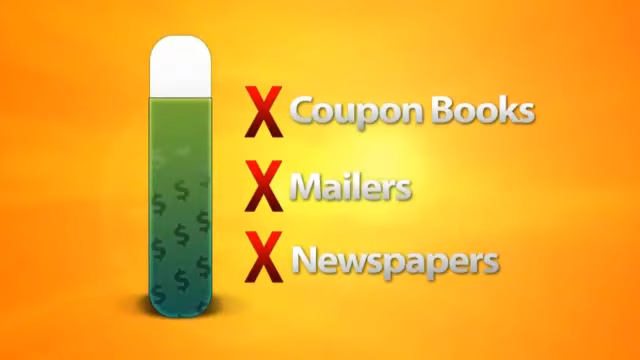 X Coupon Books
X Mailers
X Newspapers
$ $ $ $ $ $ $ $